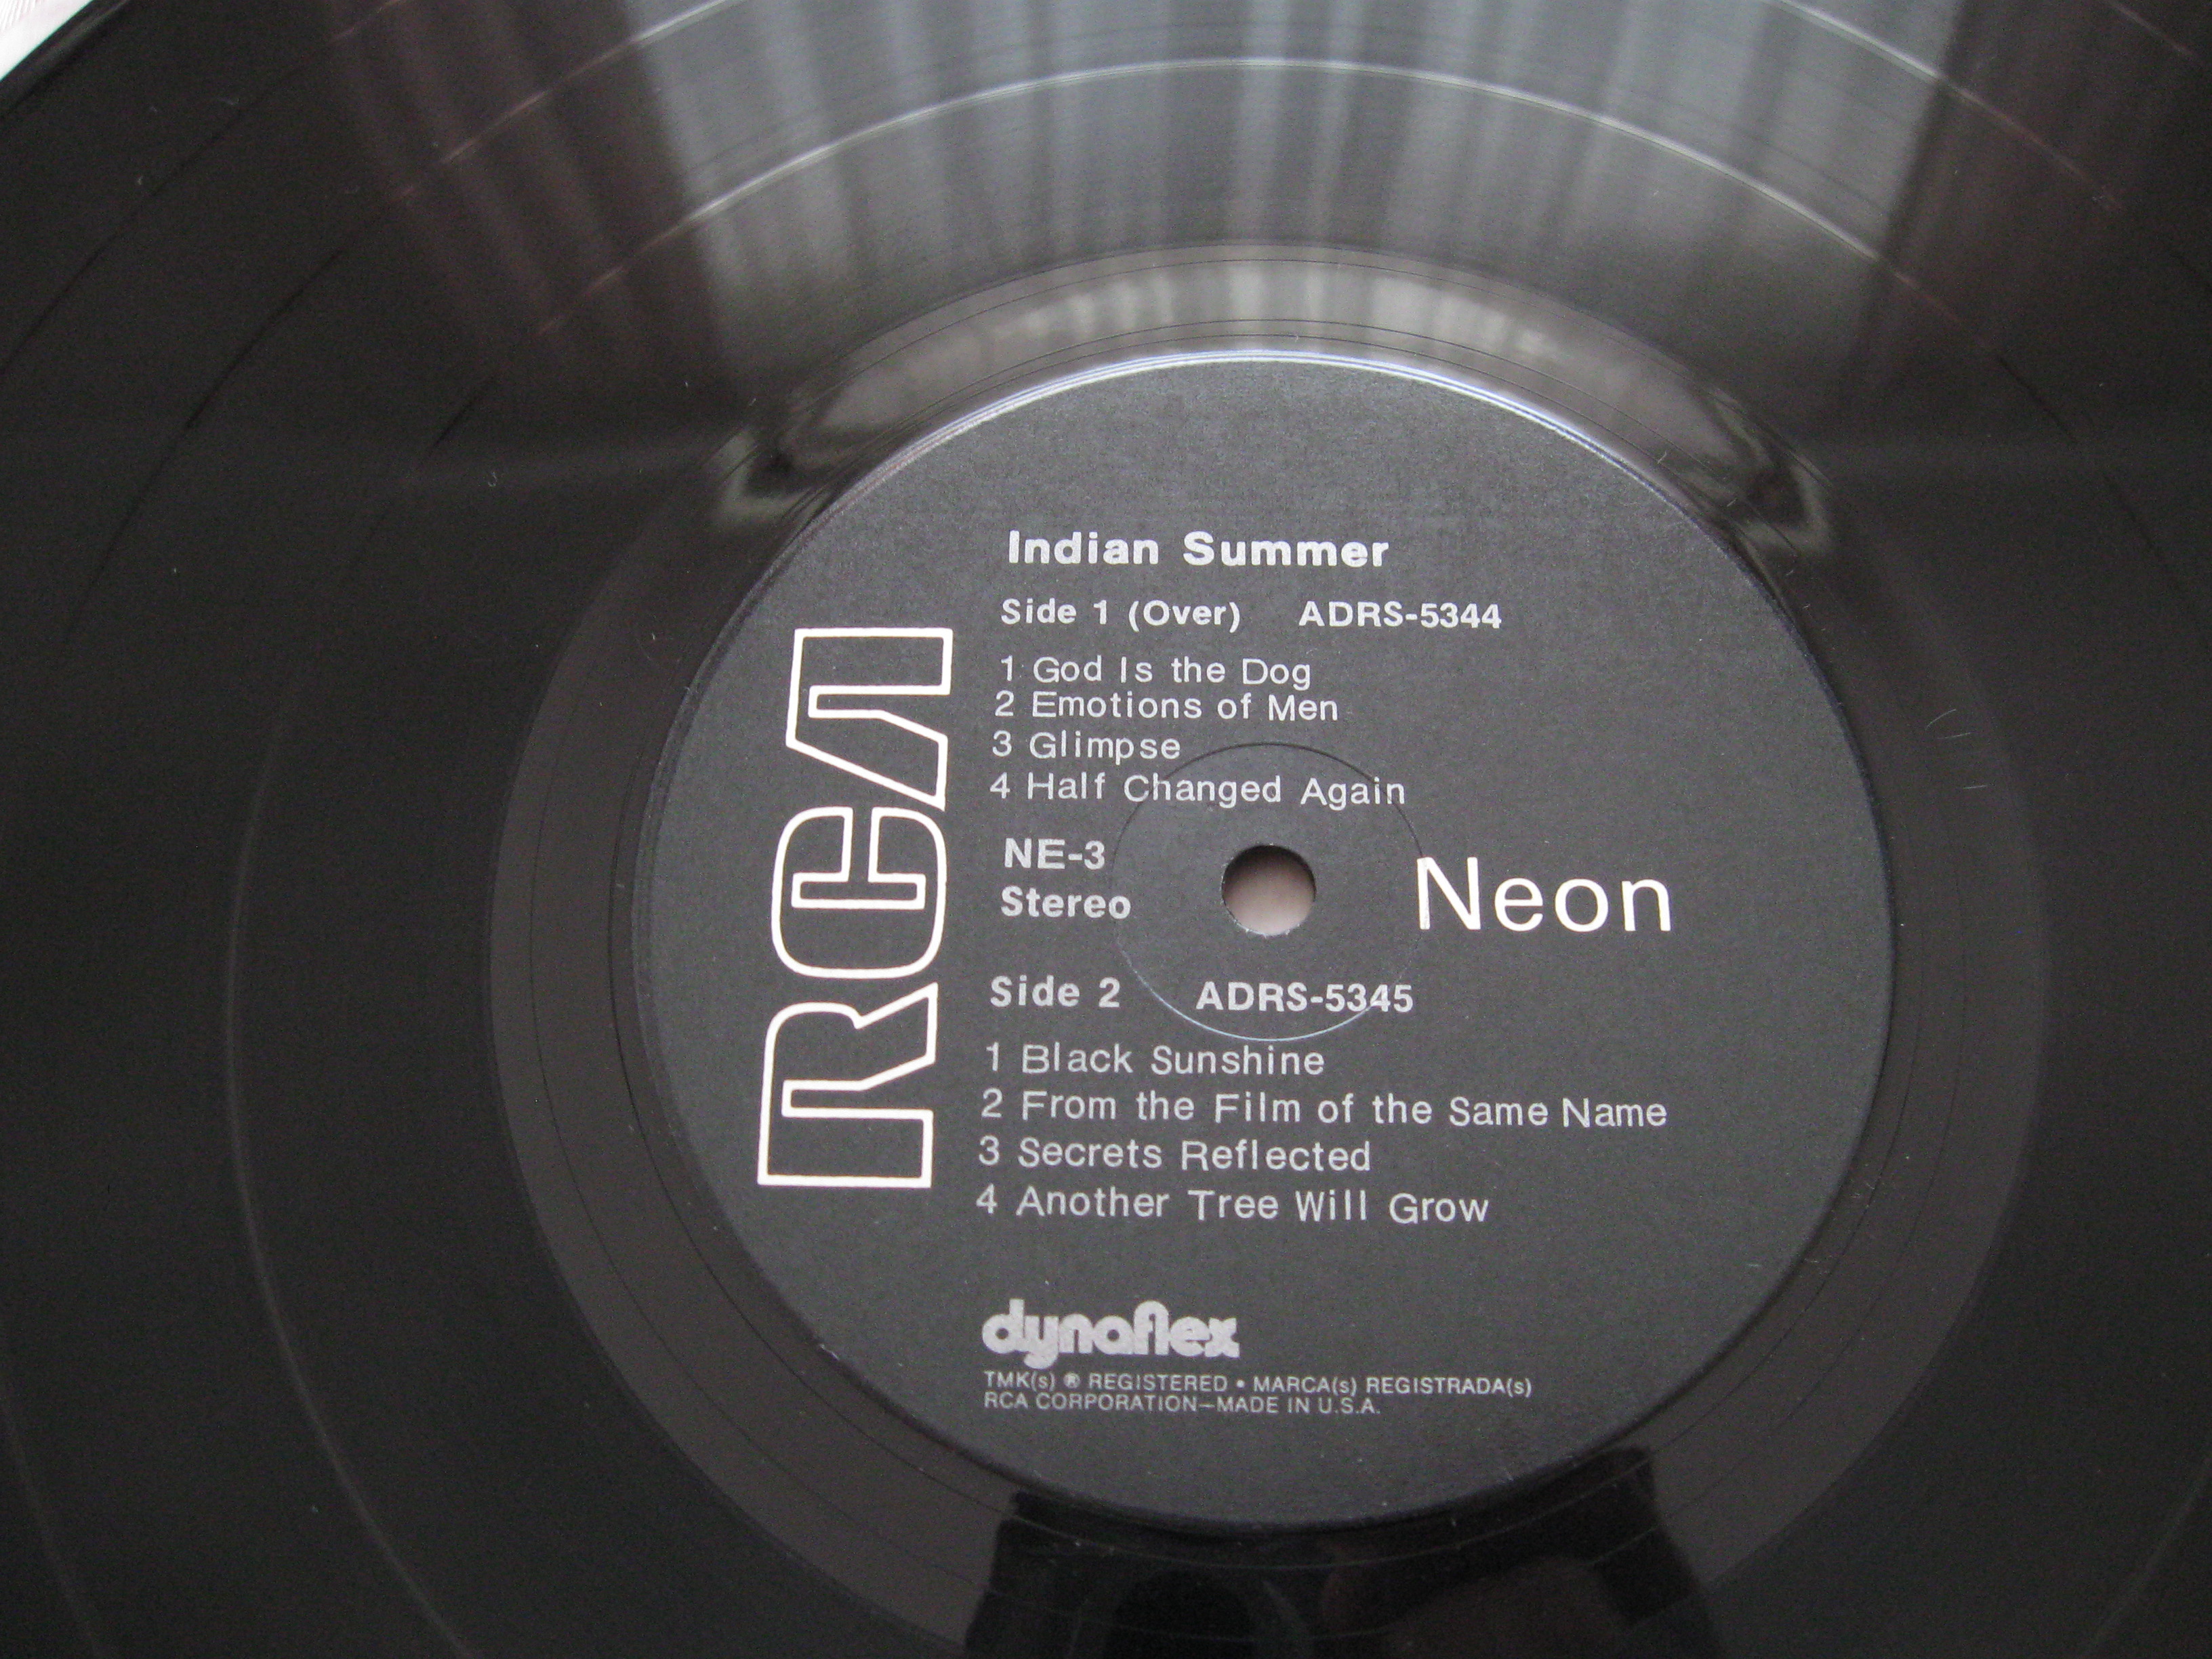 Indian Summer
Side 1 (Over) ADRS-5344
1 God Is the Dog
2 Emotions of Men
3 Glimpse
4 Half Changed Again
NE-3
Stereo
Neon
RCA
Side 2 ADRS-5345
1 Black Sunshine
2 From the Film of the Same Name
3 Secrets Reflected
4 Another Tree Will Grow
dynaflex
TMK(s) ® REGISTERED • MARCA(s) REGISTRADA(s)
RCA CORPORATION—MADE IN U.S.A.